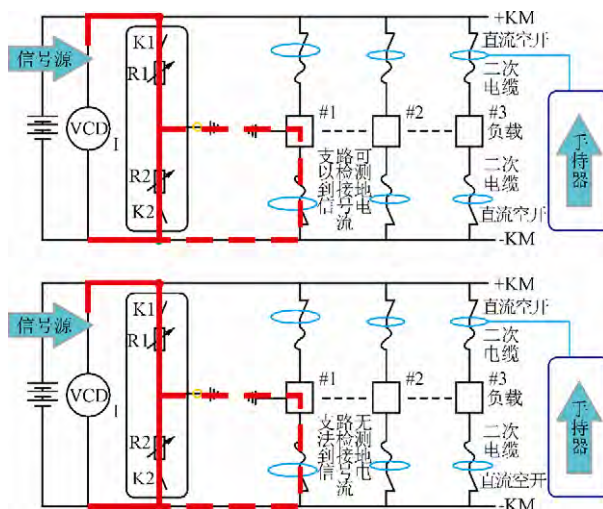 +KM
信号源
K1
R1
直流空开
二次
电缆
VCD
I
#1
#2
#3
负载
支路可
以检测
到接地
信号电
流
R2
K2
二次
电缆
直流空开
手持器
-KM
+KM
信号源
K1
R1
直流空开
二次
电缆
VCD
I
#1
#2
#3
负载
支路无
法检测
到接地
信号电
流
R2
K2
二次
电缆
直流空开
手持器
-KM